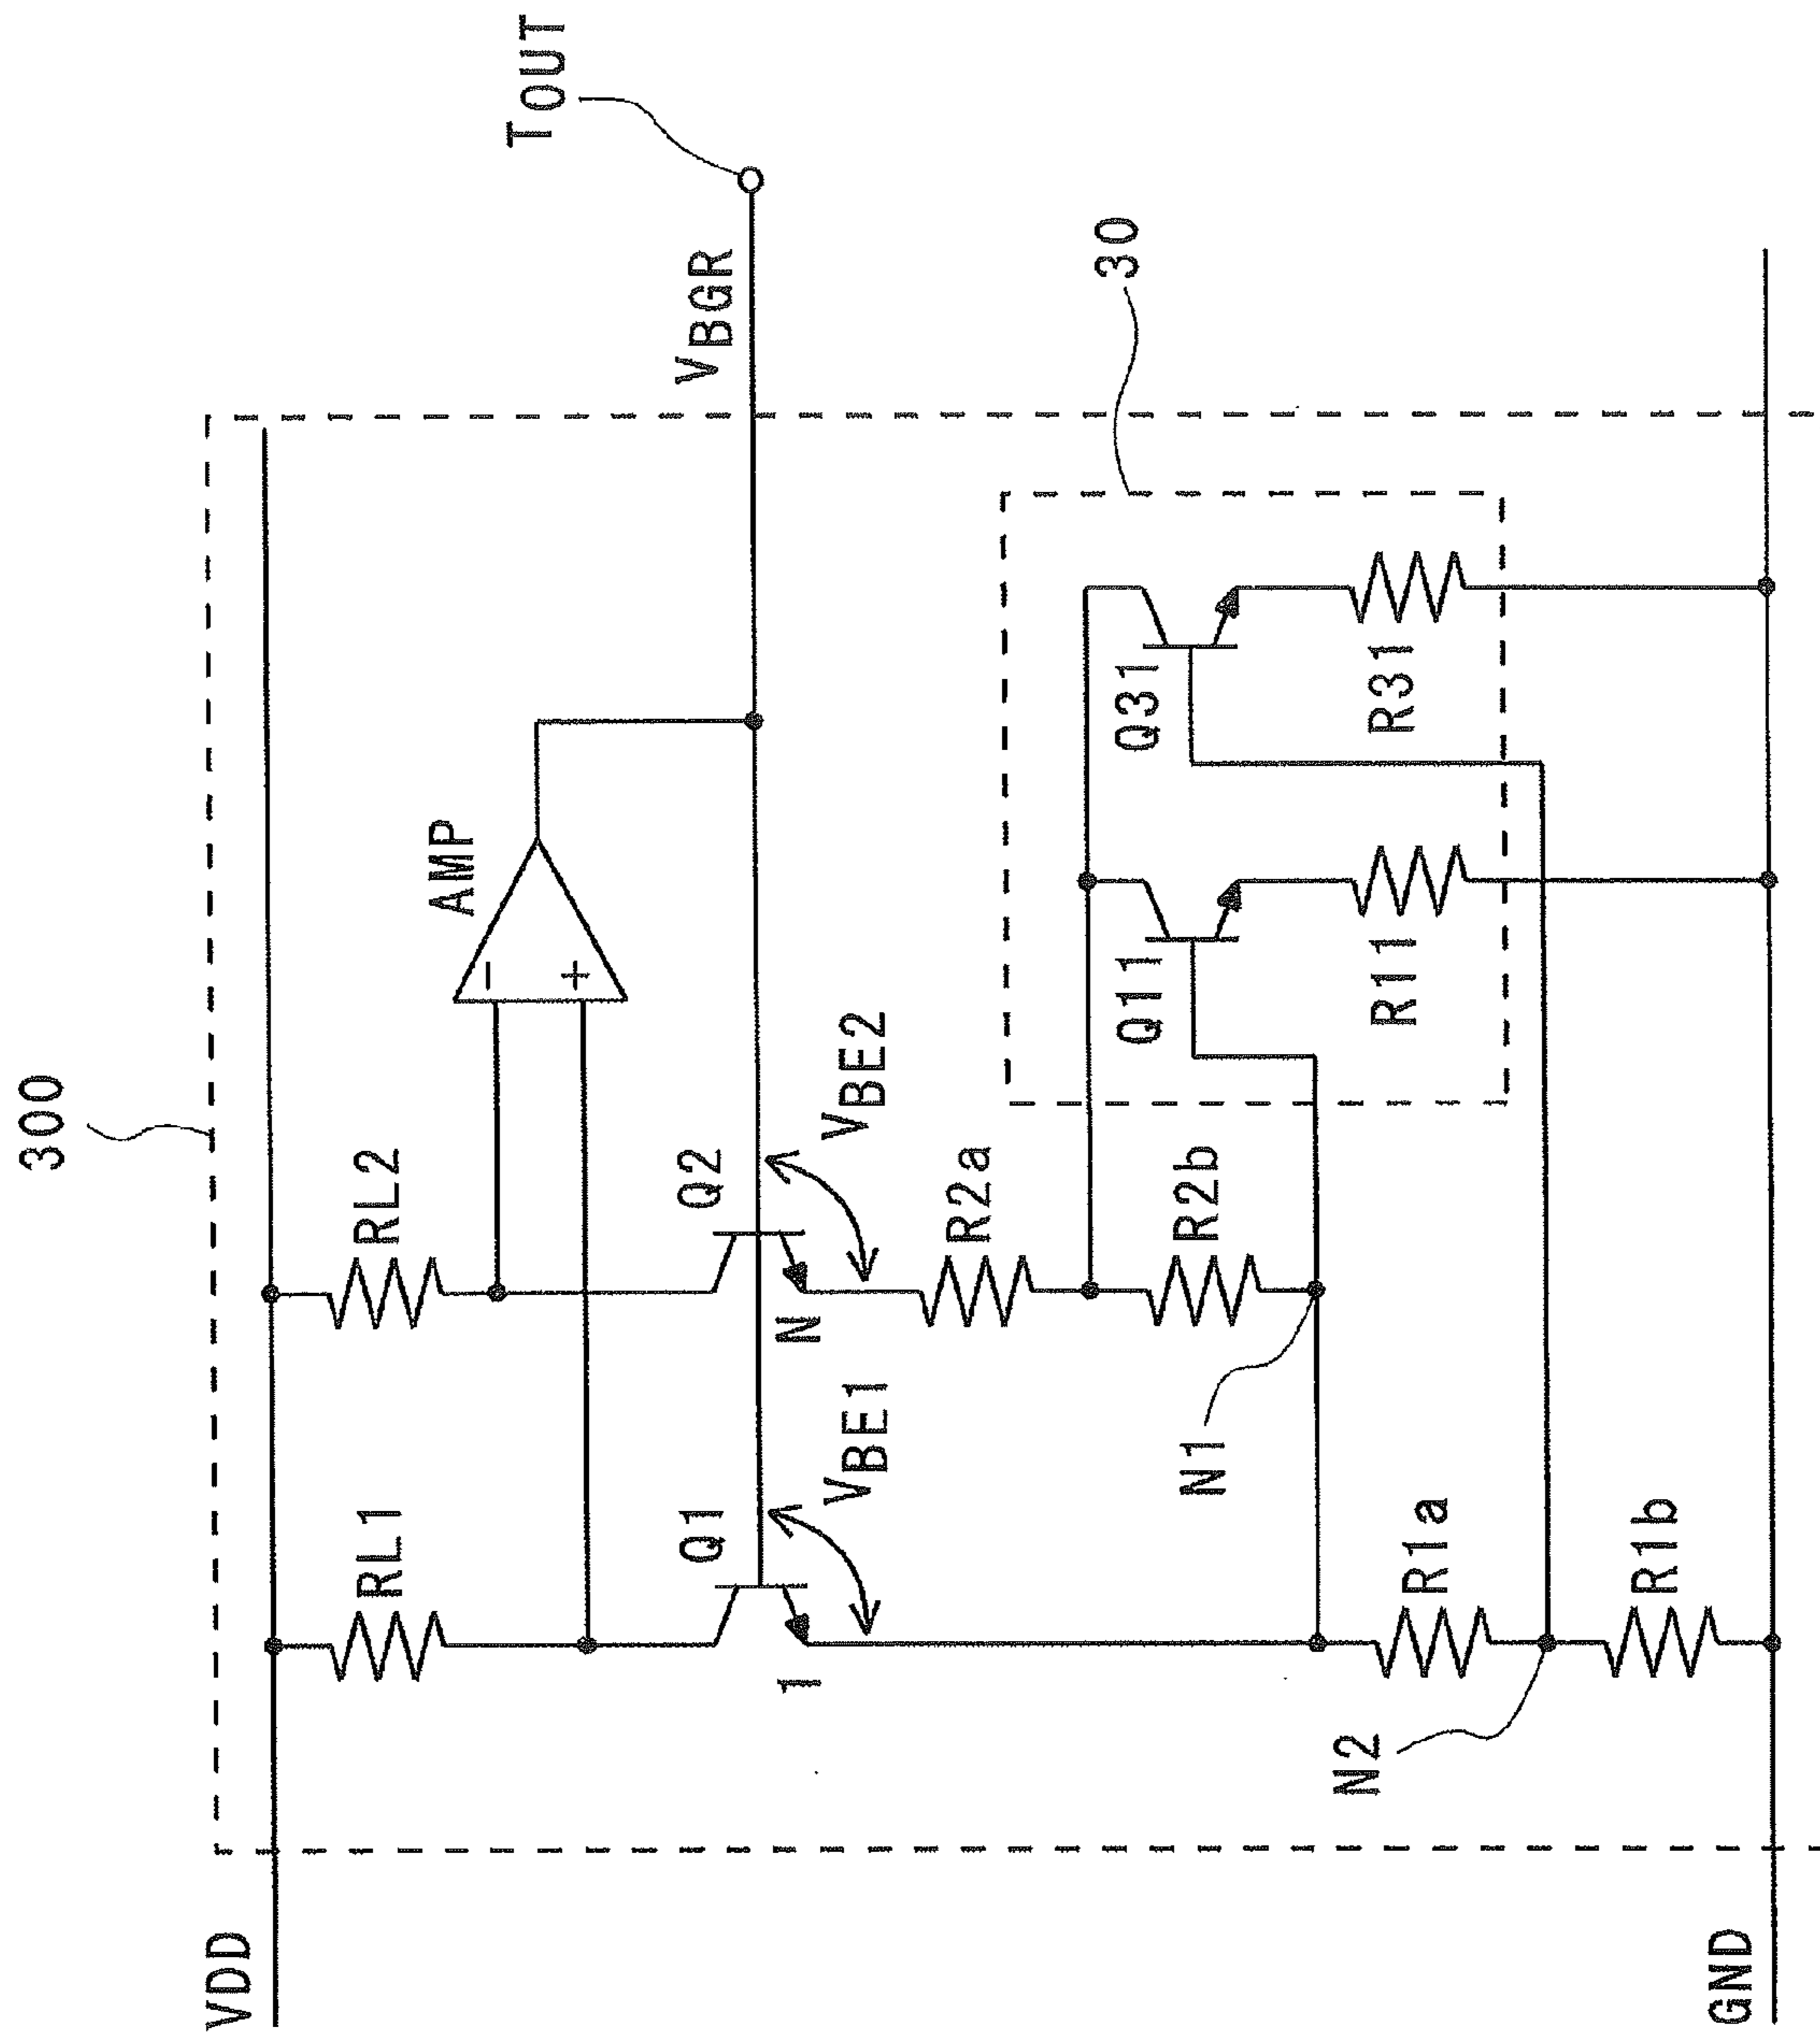 300
VDD
RL1
RL2
AMP
−
+
Q1
Q2
VBGR
TOUT
1
N
VBE1
VBE2
R2a
R2b
N1
30
Q11
Q31
R11
R31
R1a
N2
R1b
GND